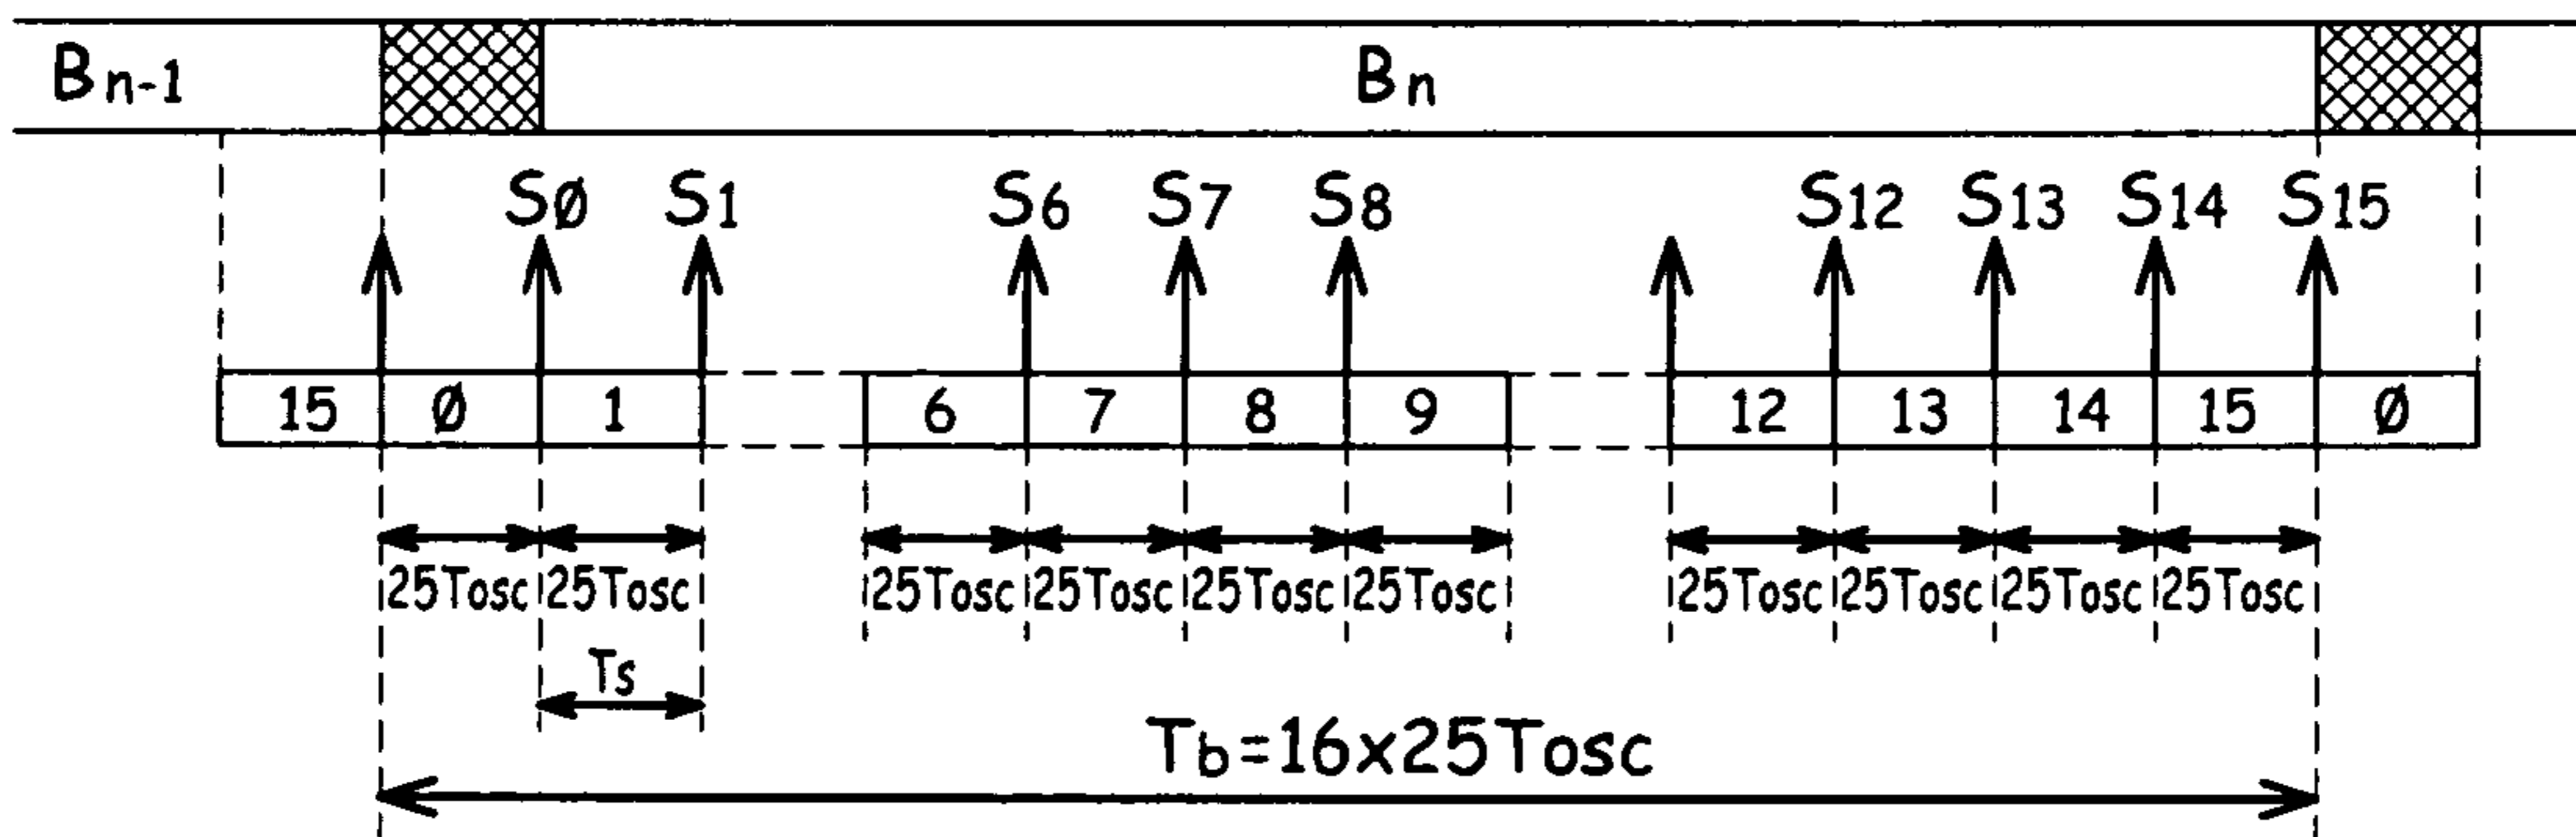 Bn-1 Bn
SØ S1 S6 S7 S8 S12 S13 S14 S15
15 Ø 1 6 7 8 9 12 13 14 15 Ø
25Tosc 25Tosc 25Tosc 25Tosc 25Tosc 25Tosc 25Tosc 25Tosc 25Tosc 25Tosc
Ts
Tb=16x25Tosc